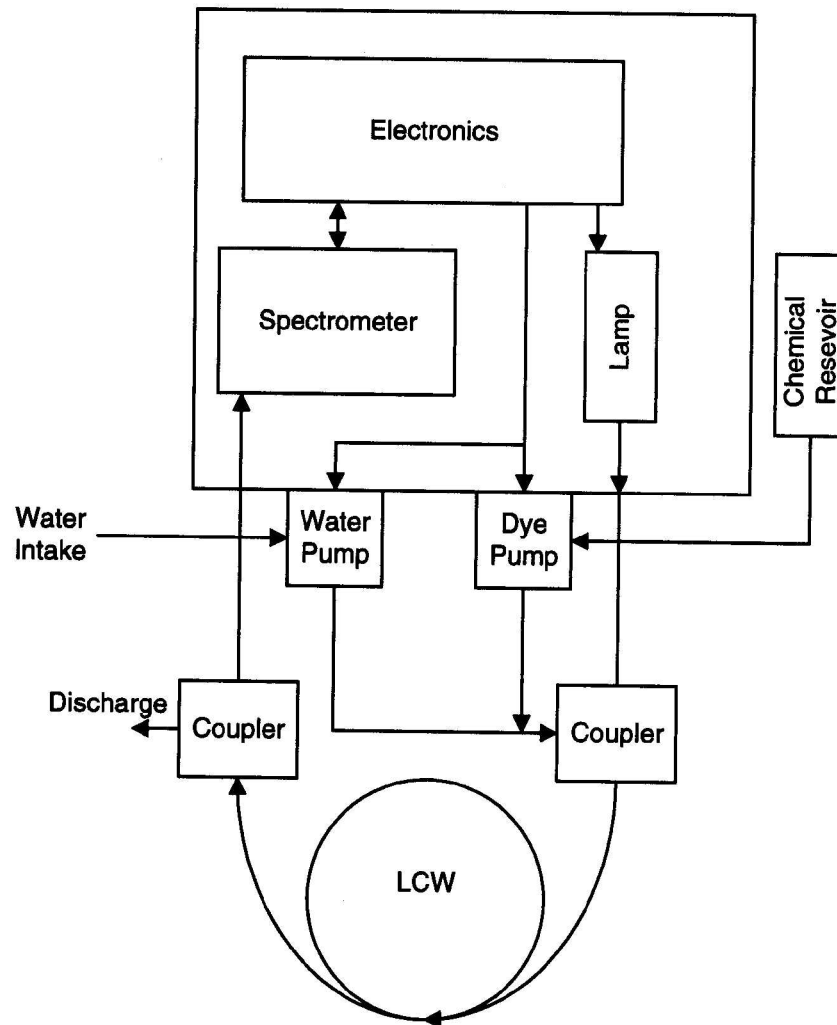 Electronics
Spectrometer
Lamp
Chemical
Resevoir
Water
Intake
Water
Pump
Dye
Pump
Discharge
Coupler
Coupler
LCW